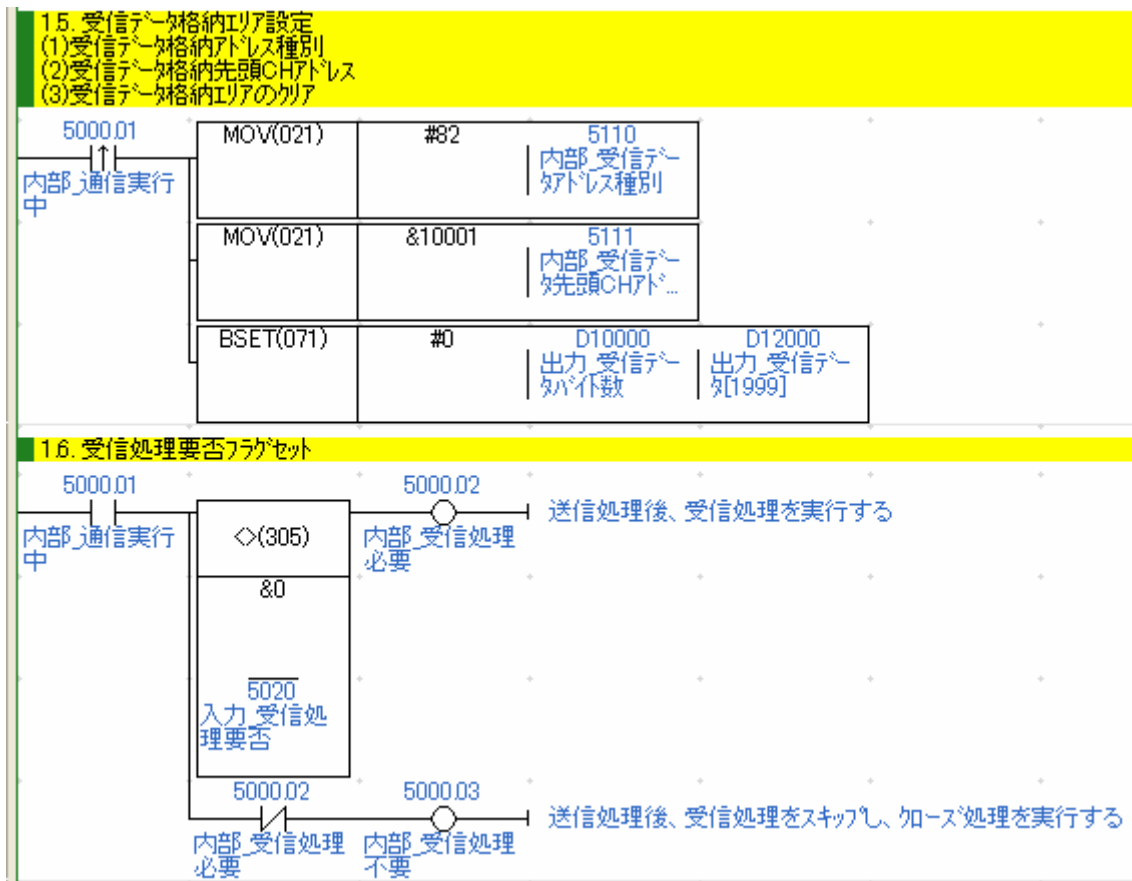 1.5. 受信データ格納エリア設定
(1)受信データ格納アドレス種別
(2)受信データ格納先頭CHアドレス
(3)受信データ格納エリアのクリア
5000.01
MOV(021)
#82
5110
内部_受信デー
タアドレス種別
内部_通信実行
中
MOV(021)
&10001
5111
内部_受信デー
タ先頭CHアド...
BSET(071)
#0
D10000
出力_受信デー
タバイト数
D12000
出力_受信デー
タ[1999]
1.6. 受信処理要否フラグセット
5000.01
5000.02
送信処理後、受信処理を実行する
内部_通信実行
中
<>(305)
内部_受信処理
必要
&0
5020
入力_受信処
理要否
5000.02
5000.03
送信処理後、受信処理をスキップし、クローズ処理を実行する
内部_受信処理
必要
内部_受信処理
不要